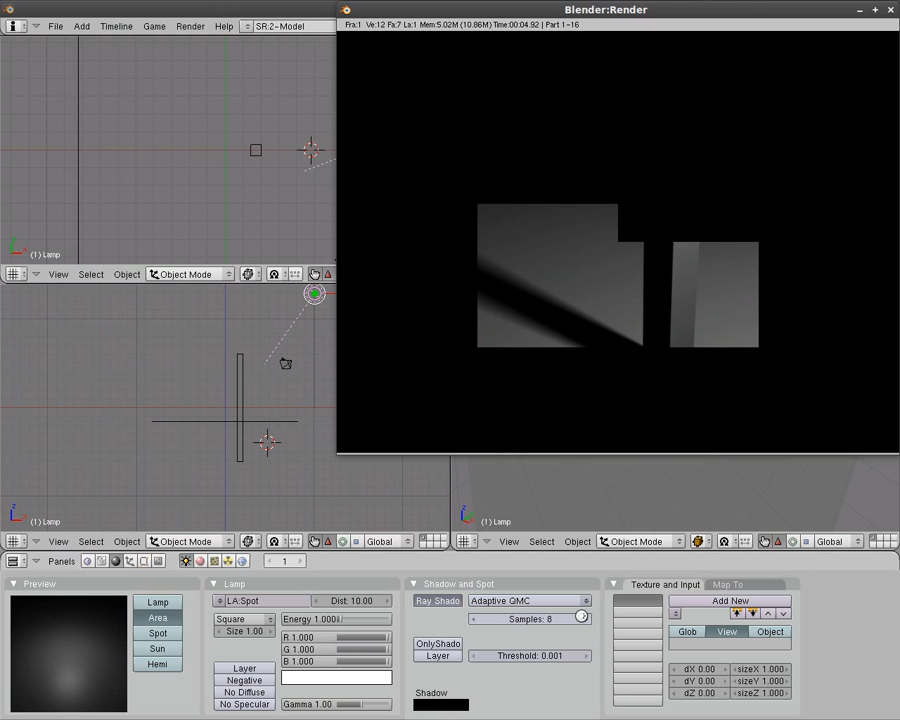 Blender:Render
Fra:1 Ve:12 Fa:7 La:1 Mem:5.02M (10.86M) Time:00:04.92 | Part 1-16
File Add Timeline Game Render Help SR:2-Model
x (1) Lamp
View Select Object Object Mode
z x (1) Lamp
z (1) Lamp
View Select Object Object Mode Global
View Select Object Object Mode Global
Panels 1
Preview
Lamp
Area
Spot
Sun
Hemi
Lamp
LA:Spot Dist: 10.00
Square Energy 1.000
Size 1.00
R 1.000
G 1.000
B 1.000
Layer
Negative
No Diffuse
No Specular Gamma 1.00
Shadow and Spot
Ray Shado Adaptive QMC
Samples: 8
OnlyShado
Layer Threshold: 0.001
Shadow
Texture and Input Map To
Add New
Glob View Object
dX 0.00 sizeX 1.000
dY 0.00 sizeY 1.000
dZ 0.00 sizeZ 1.000